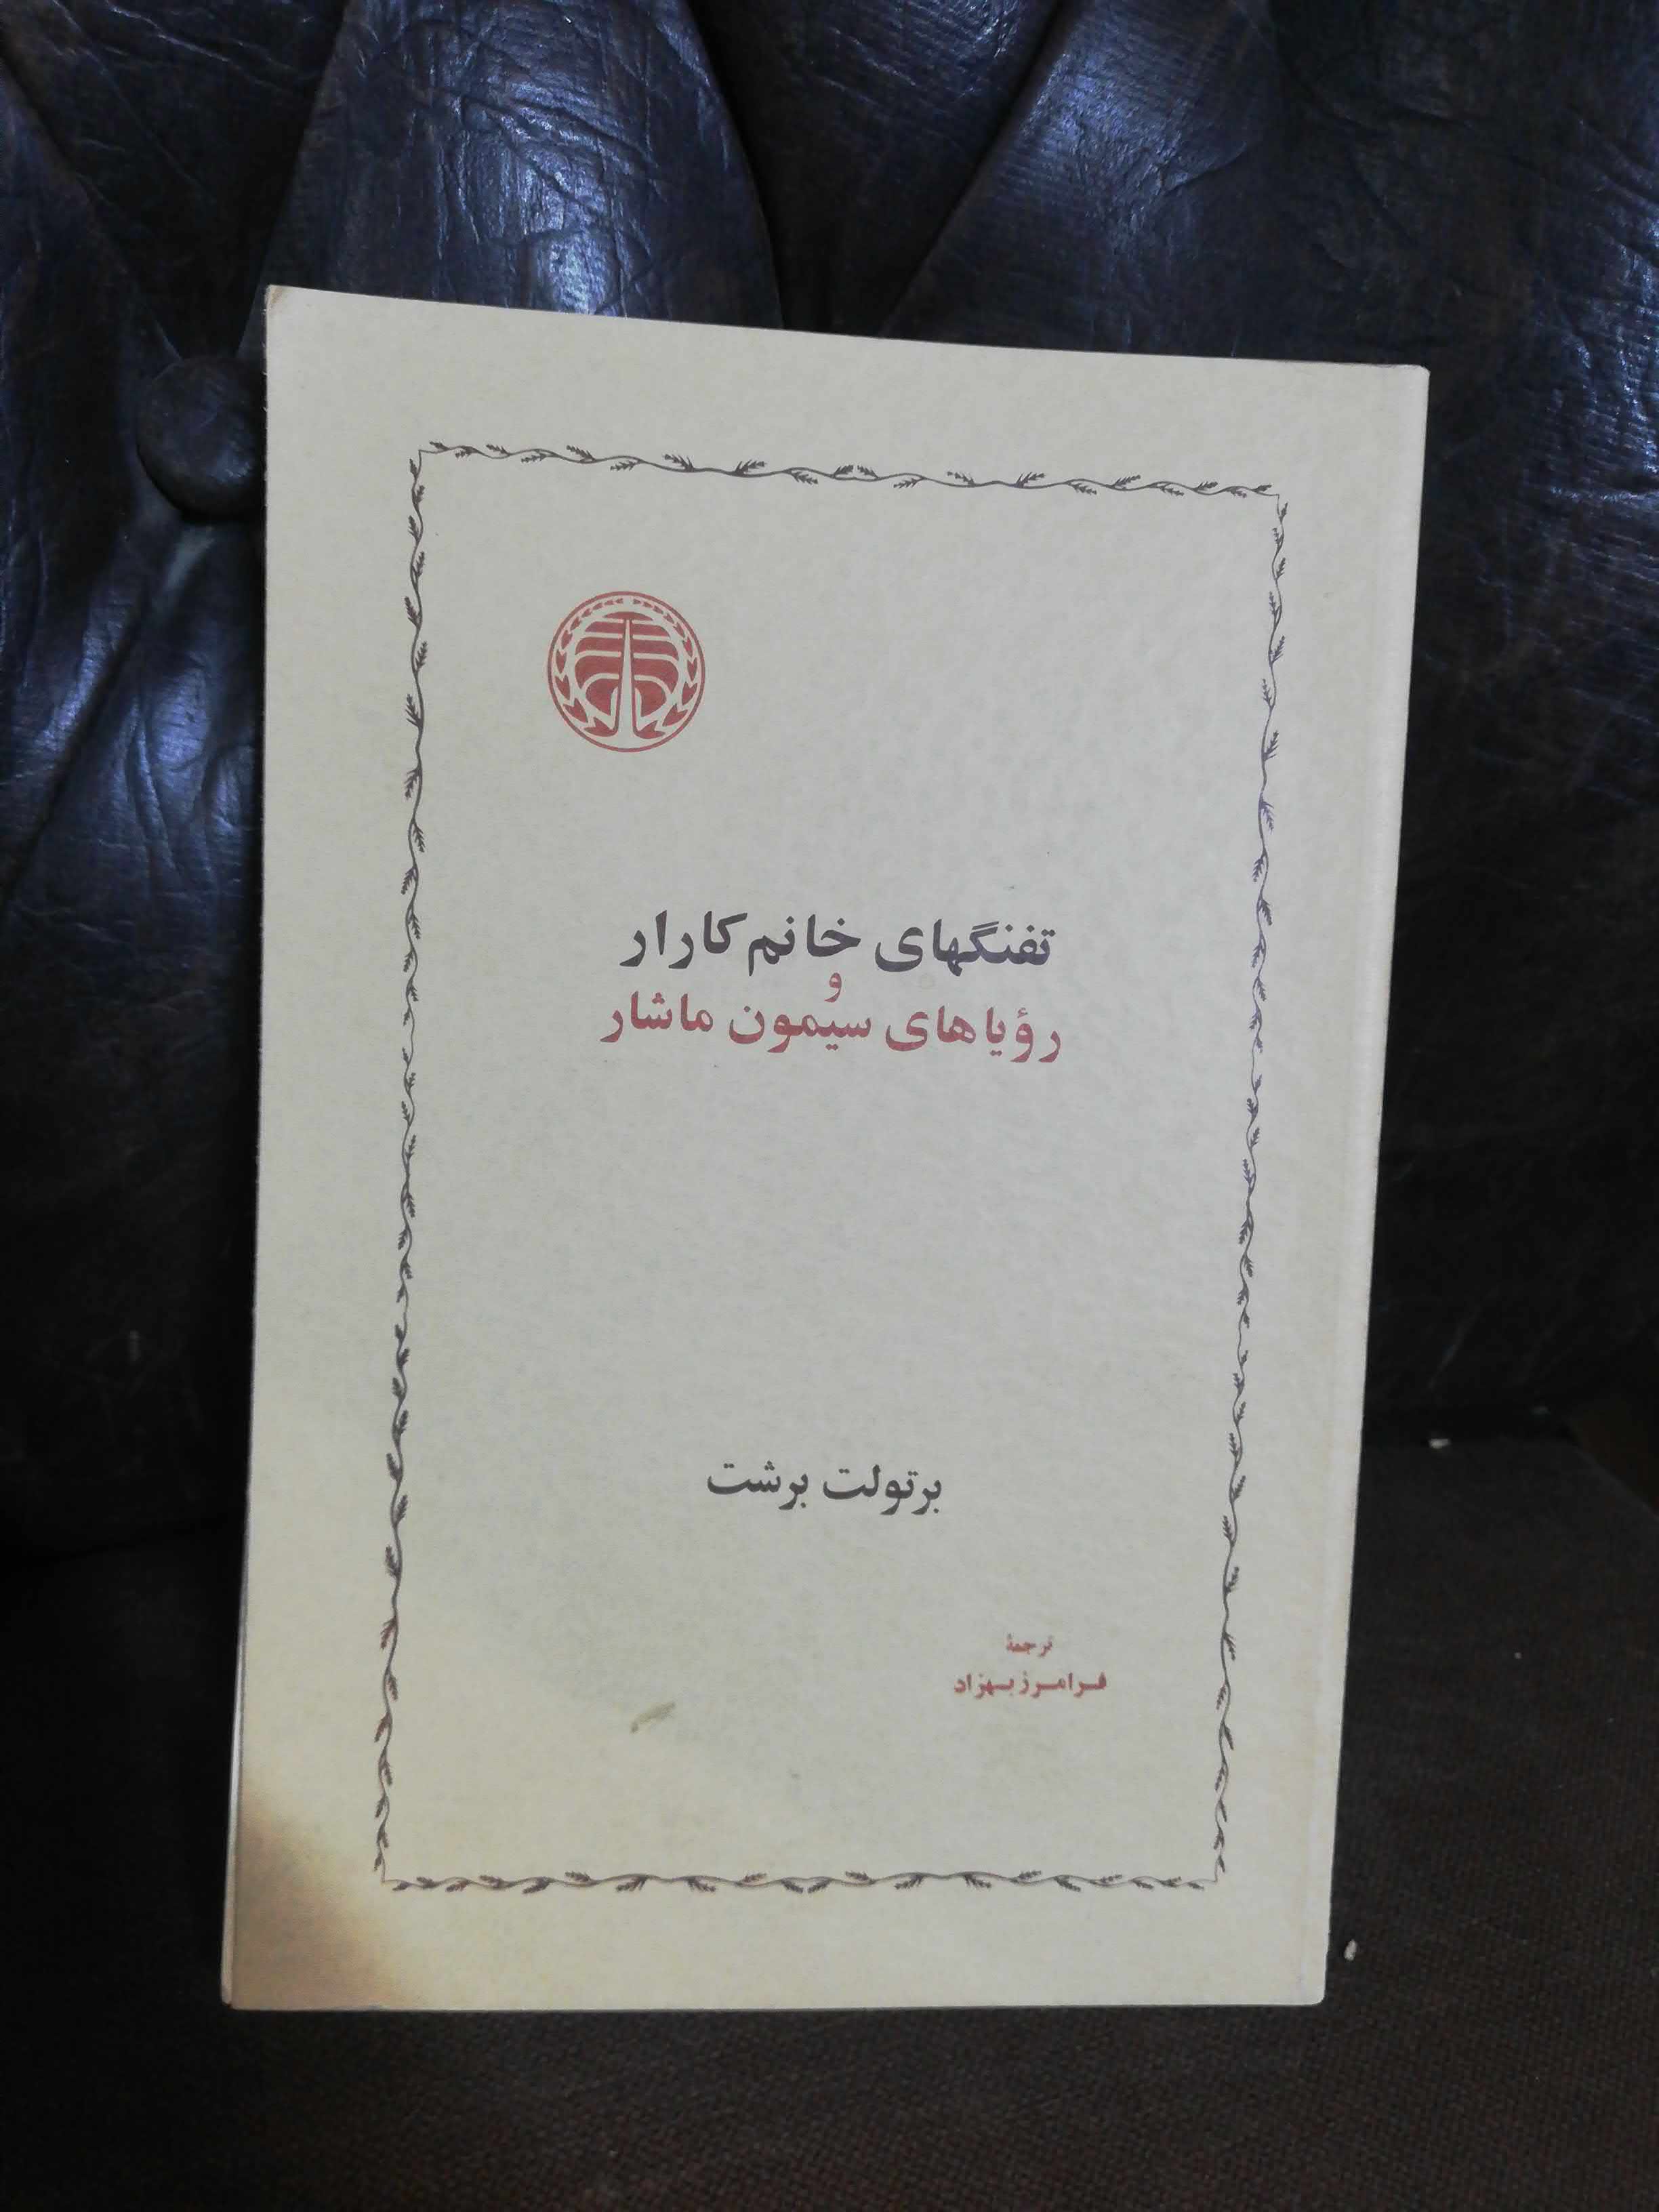 تفنگهای خانم کارار
و
رؤیاهای سیمون ماشار
برتولت برشت
ترجمهٔ
فرامرز بهزاد